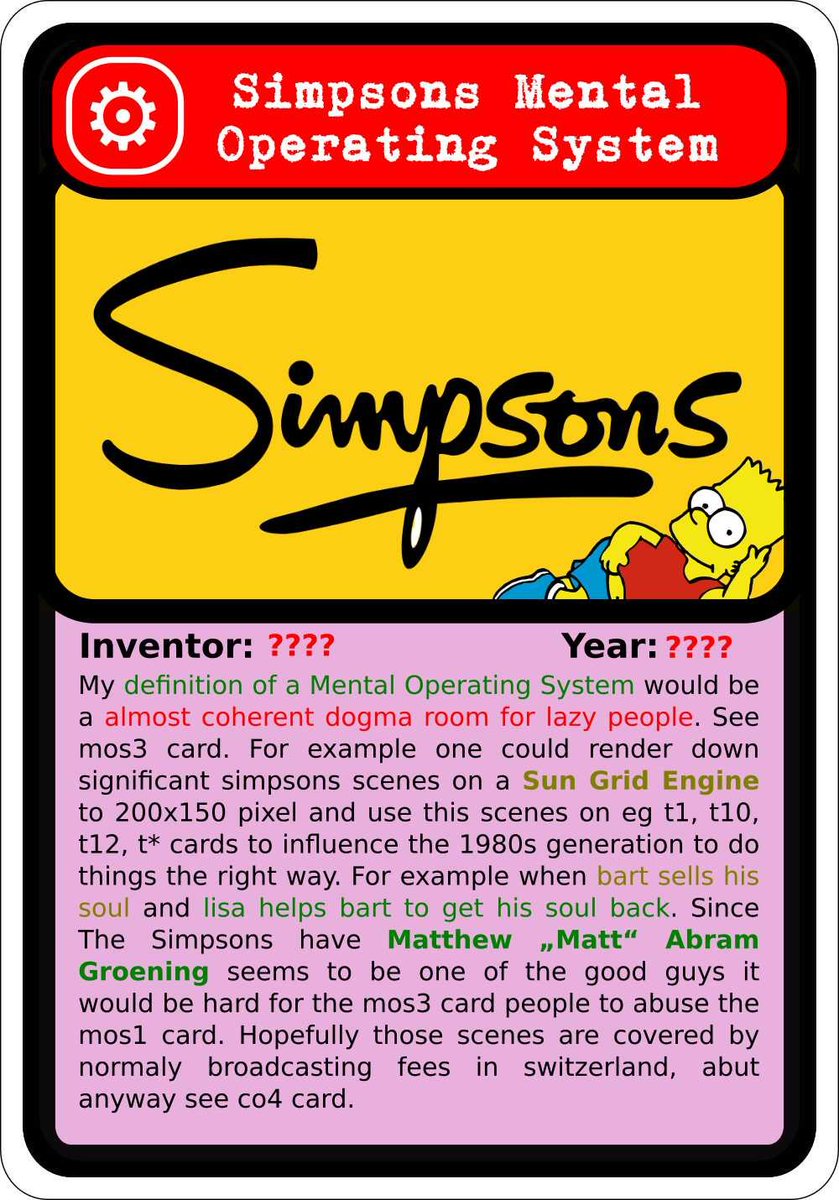 Simpsons Mental
Operating System
Simpsons
Inventor: ???? Year: ????
My definition of a Mental Operating System would be
a almost coherent dogma room for lazy people. See
mos3 card. For example one could render down
significant simpsons scenes on a Sun Grid Engine
to 200x150 pixel and use this scenes on eg t1, t10,
t12, t* cards to influence the 1980s generation to do
things the right way. For example when bart sells his
soul and lisa helps bart to get his soul back. Since
The Simpsons have Matthew „Matt“ Abram
Groening seems to be one of the good guys it
would be hard for the mos3 card people to abuse the
mos1 card. Hopefully those scenes are covered by
normaly broadcasting fees in switzerland, abut
anyway see co4 card.